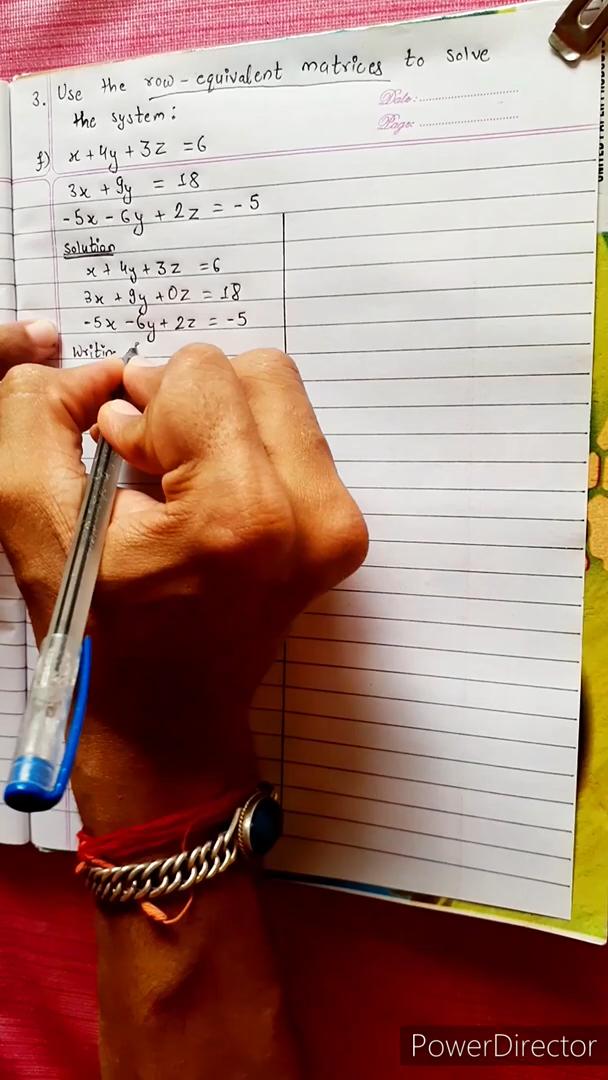 3. Use the row-equivalent matrices to solve
the system:
Date:
Page:
f) x + 4y + 3z = 6
3x + 9y = 18
-5x - 6y + 2z = -5
Solution
x + 4y + 3z = 6
3x + 9y + 0z = 18
-5x - 6y + 2z = -5
Writin
PowerDirector